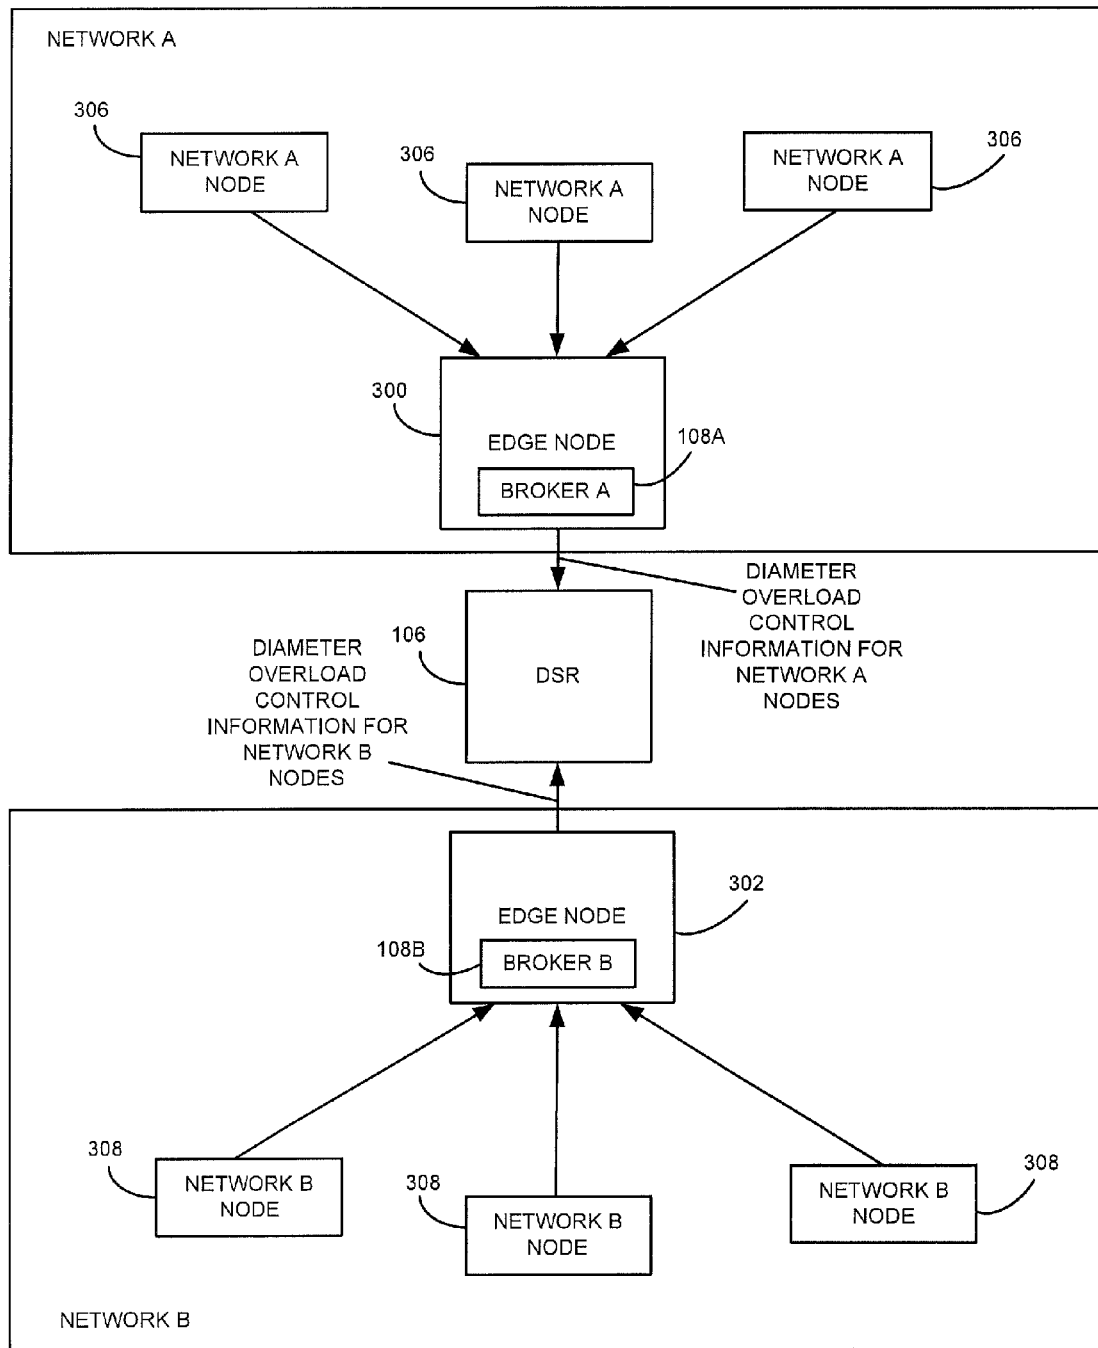 NETWORK A
306
NETWORK A
NODE
306
NETWORK A
NODE
NETWORK A
NODE
306
300
EDGE NODE
108A
BROKER A
DIAMETER
OVERLOAD
CONTROL
INFORMATION FOR
NETWORK A
NODES
106
DSR
DIAMETER
OVERLOAD
CONTROL
INFORMATION FOR
NETWORK B
NODES
302
EDGE NODE
108B
BROKER B
308
NETWORK B
NODE
308
NETWORK B
NODE
NETWORK B
NODE
308
NETWORK B